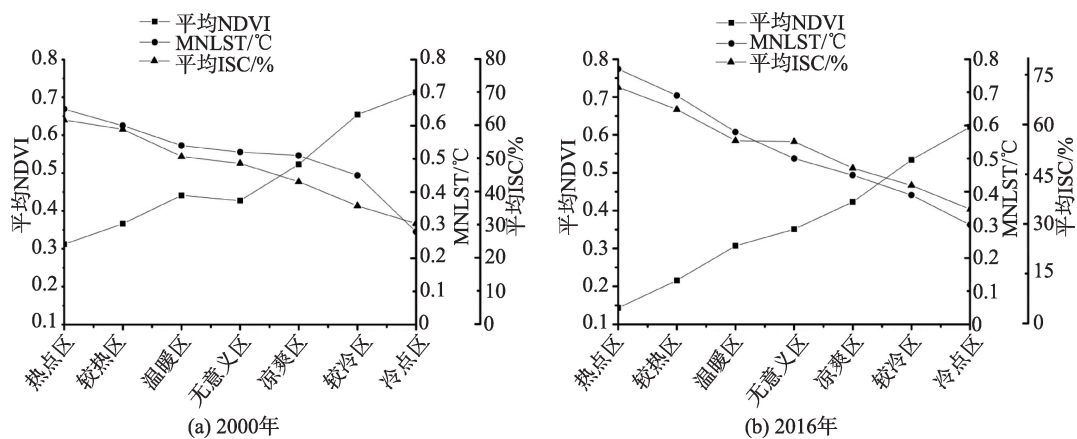 平均NDVI
MNLST/℃
平均ISC/%
0.8
0.7
0.6
0.5
0.4
0.3
0.2
0.1
平均NDVI
0.8
0.7
0.6
0.5
0.4
0.3
0.2
0.1
0
MNLST/℃
80
70
60
50
40
30
20
10
0
平均ISC/%
热点区
较热区
温暖区
无意义区
凉爽区
较冷区
冷点区
(a) 2000年
平均NDVI
MNLST/℃
平均ISC/%
0.8
0.7
0.6
0.5
0.4
0.3
0.2
0.1
平均NDVI
0.8
0.7
0.6
0.5
0.4
0.3
0.2
0.1
0
MNLST/℃
75
60
45
30
15
0
平均ISC/%
热点区
较热区
温暖区
无意义区
凉爽区
较冷区
冷点区
(b) 2016年